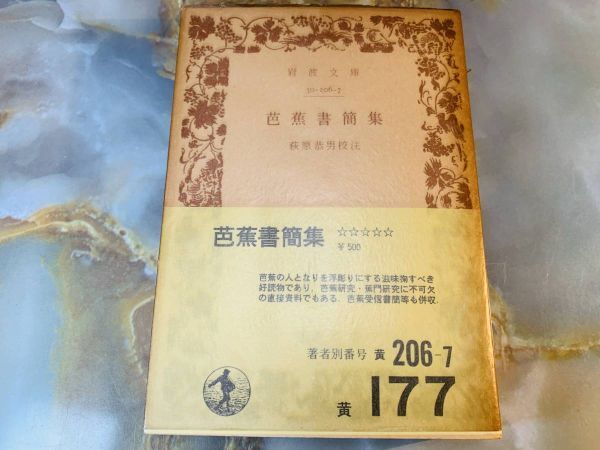 岩波文庫
30-206-7
芭蕉書簡集
萩原恭男校注
芭蕉書簡集 ☆☆☆☆☆
¥500
芭蕉の人となりを浮彫りにする滋味掬すべき
好読物であり，芭蕉研究・蕉門研究に不可欠
の直接資料でもある．芭蕉受信書簡等も併収．
著者別番号 黄 206-7
黄 177